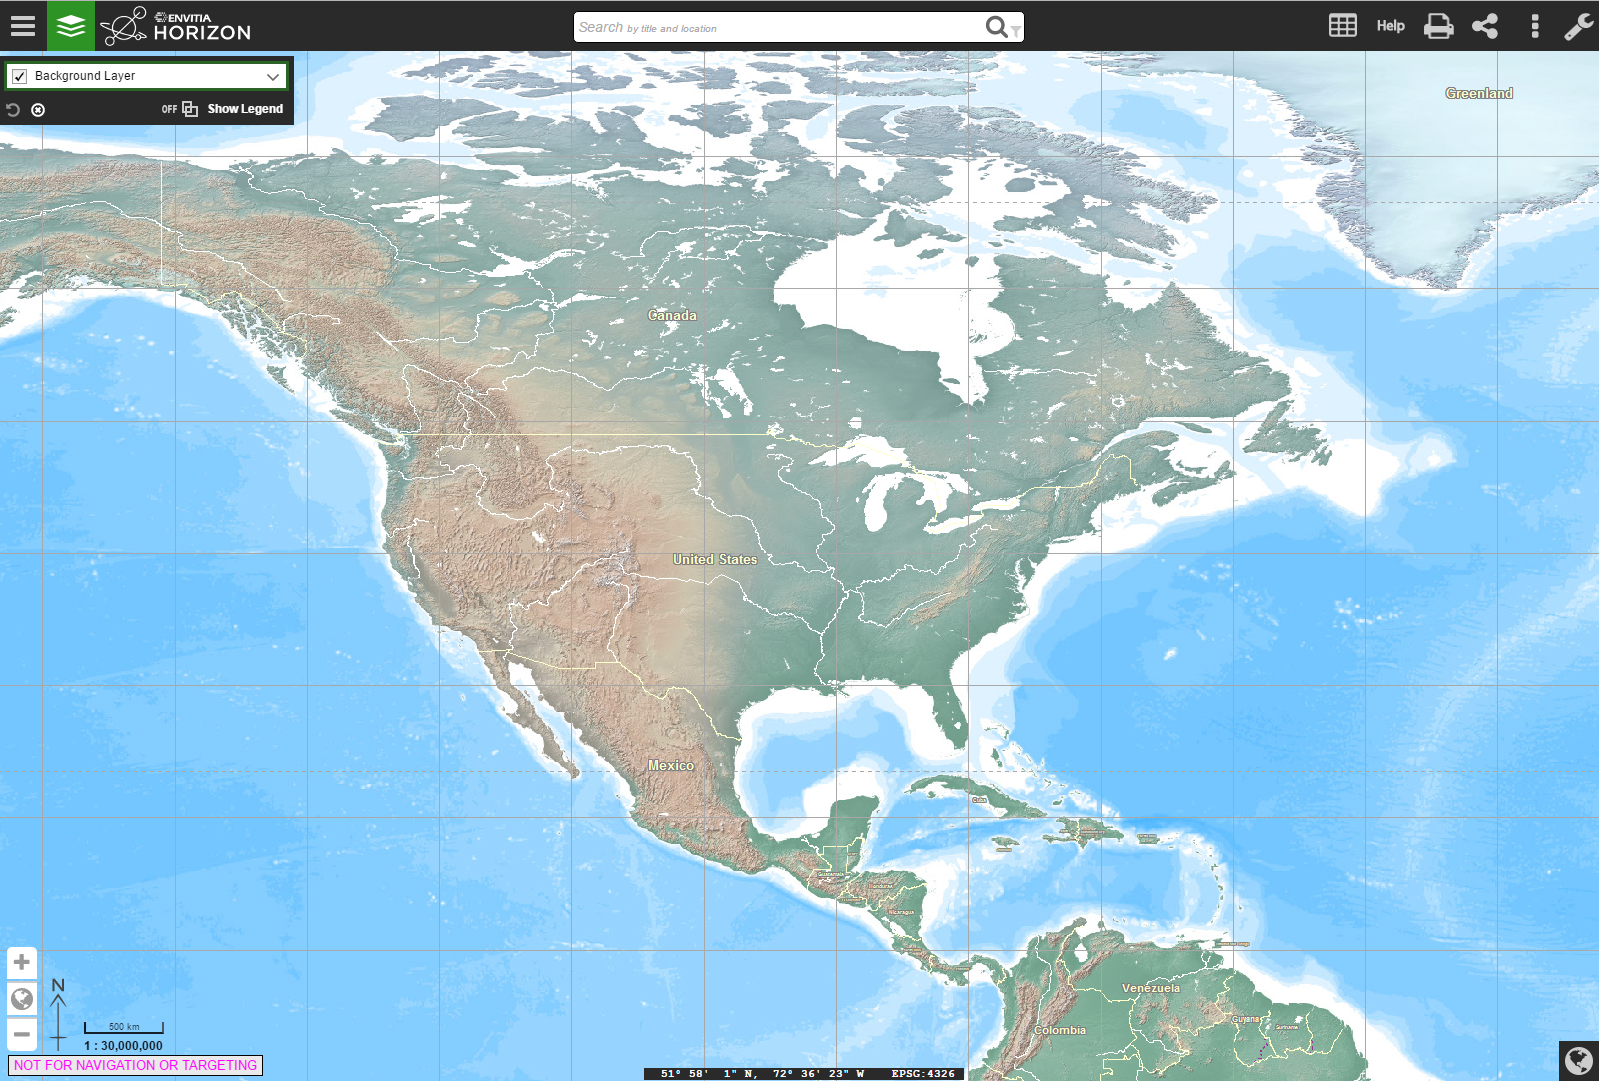 ENVITIA
HORIZON
Search by title and location
Help
Background Layer
OFF Show Legend
Greenland
Canada
United States
Mexico
Cuba
Guatemala
Honduras
Nicaragua
Venezuela
Guyana
Suriname
Colombia
N
500 km
1 : 30,000,000
NOT FOR NAVIGATION OR TARGETING
51° 58' 1" N, 72° 36' 23" W EPSG:4326